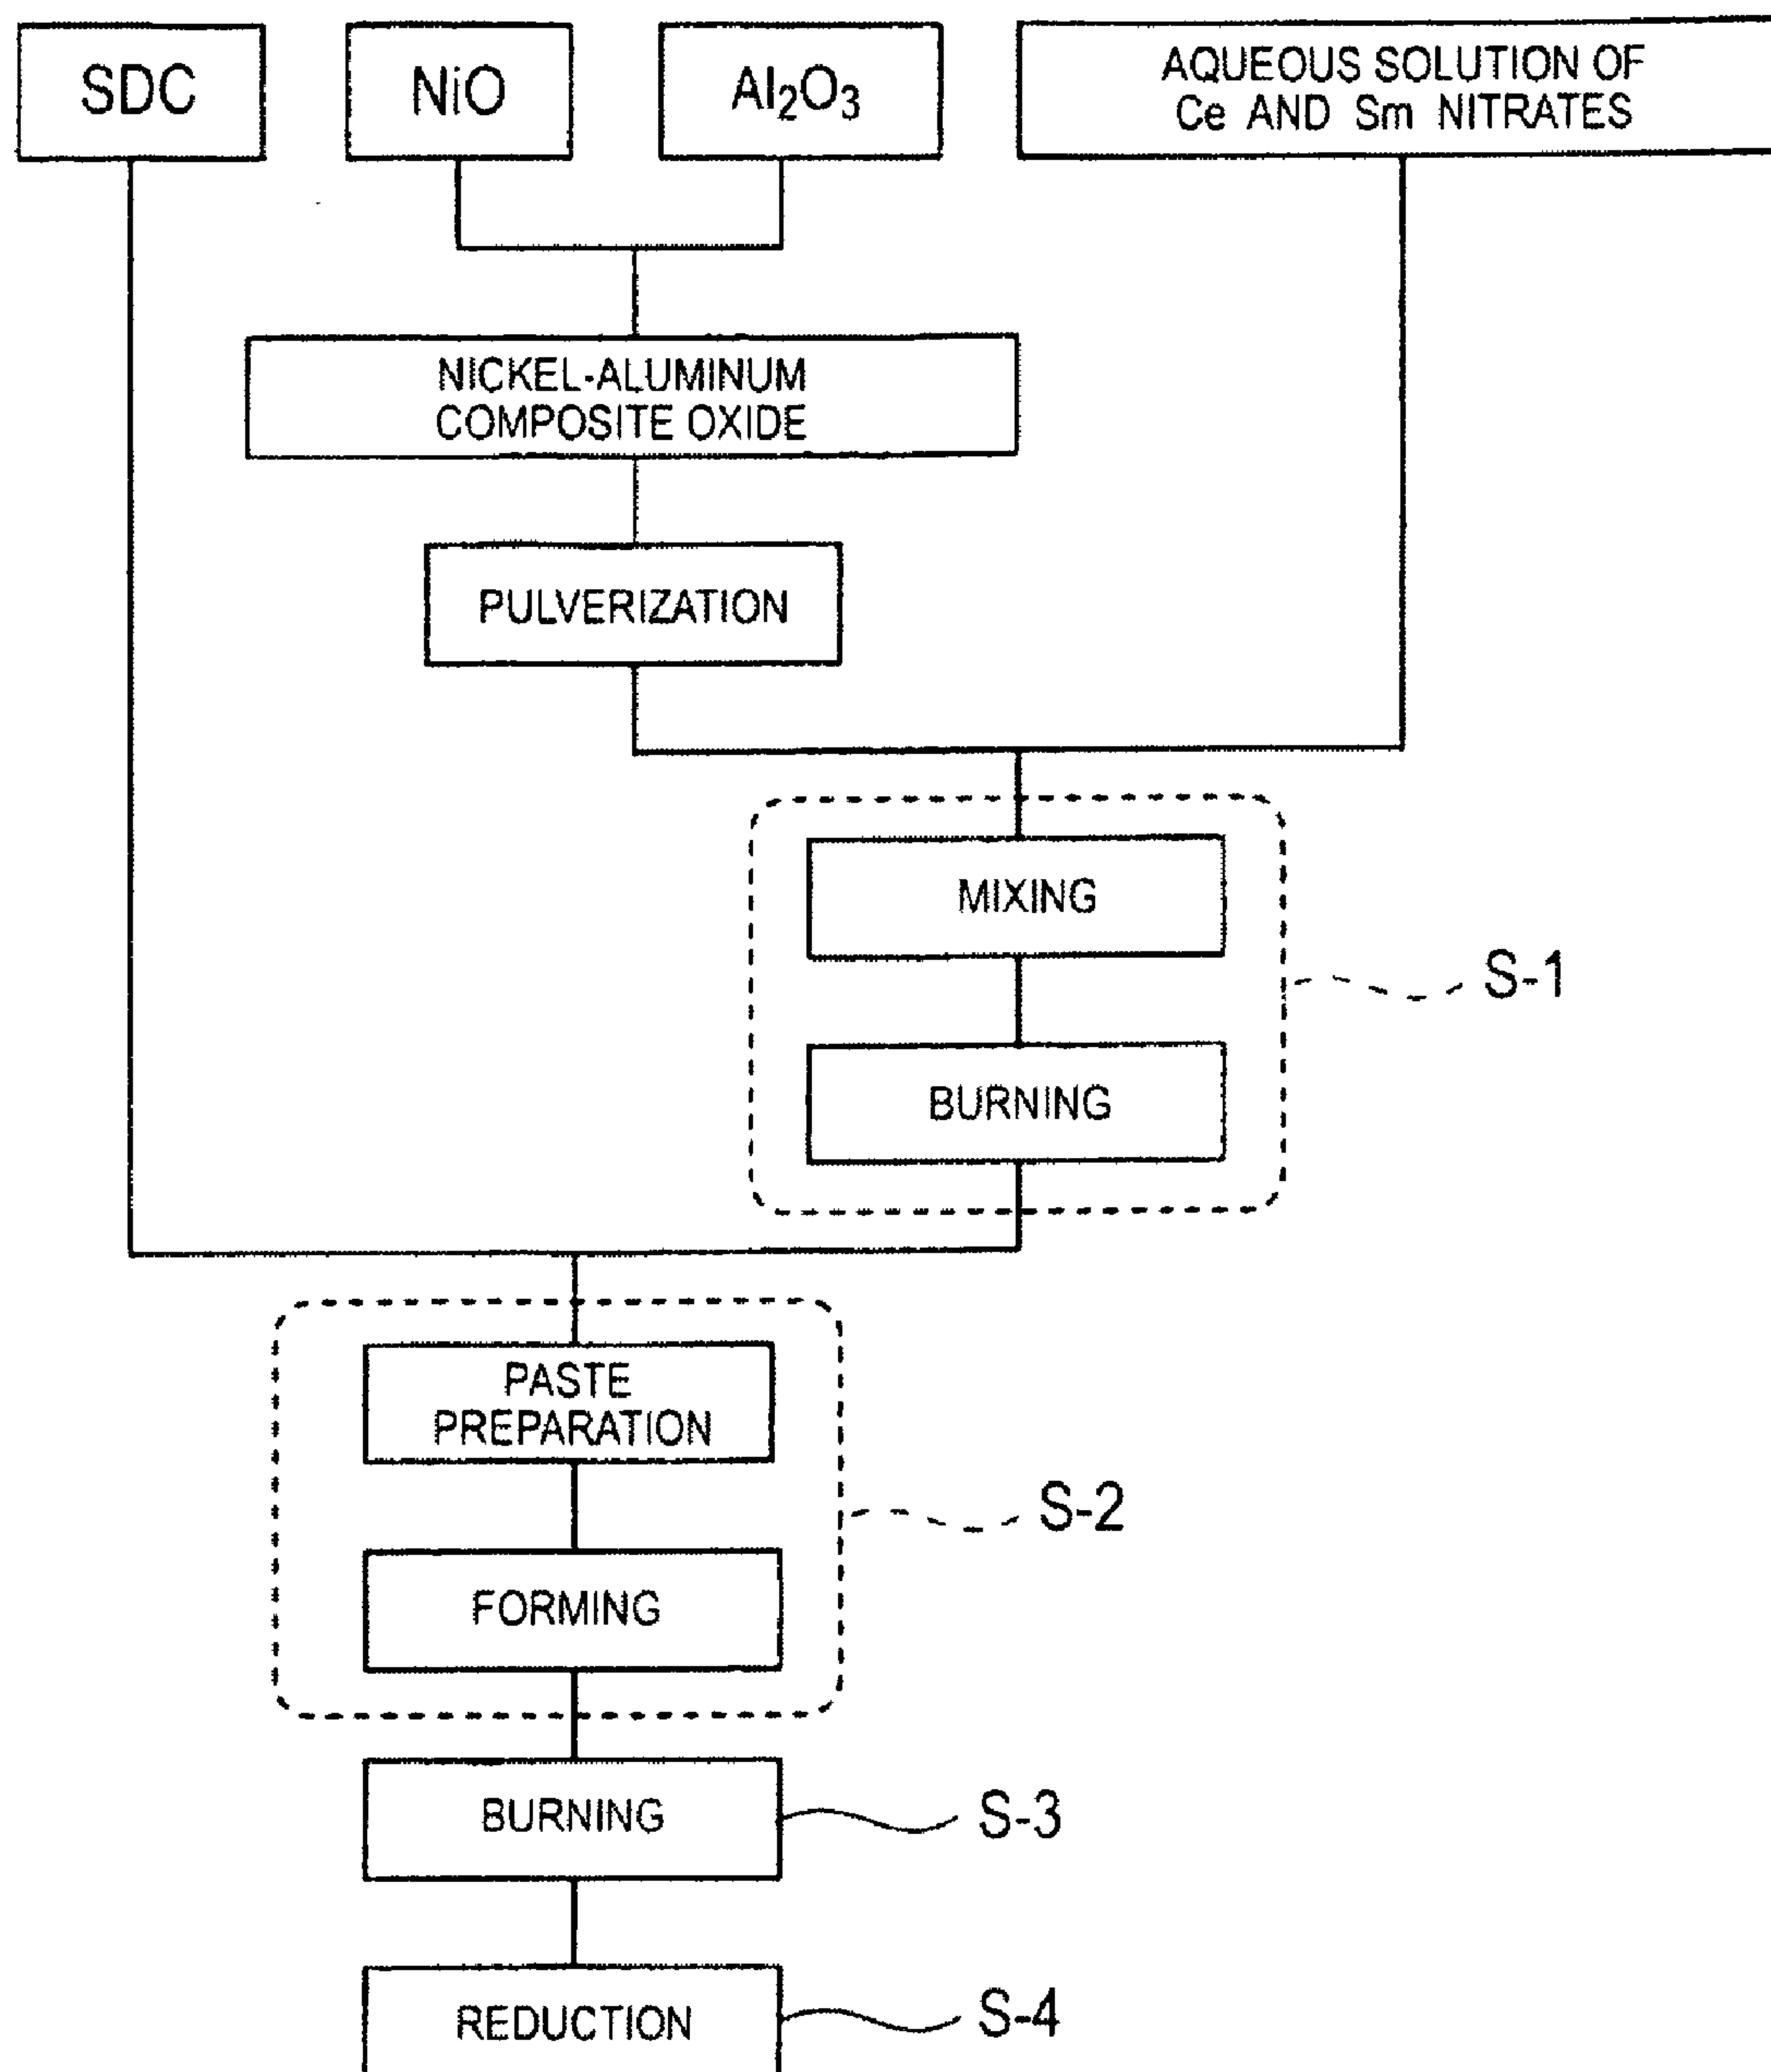 SDC
NiO
Al₂O₃
AQUEOUS SOLUTION OF
Ce AND Sm NITRATES
NICKEL-ALUMINUM
COMPOSITE OXIDE
PULVERIZATION
MIXING
S-1
BURNING
PASTE
PREPARATION
S-2
FORMING
BURNING
S-3
REDUCTION
S-4